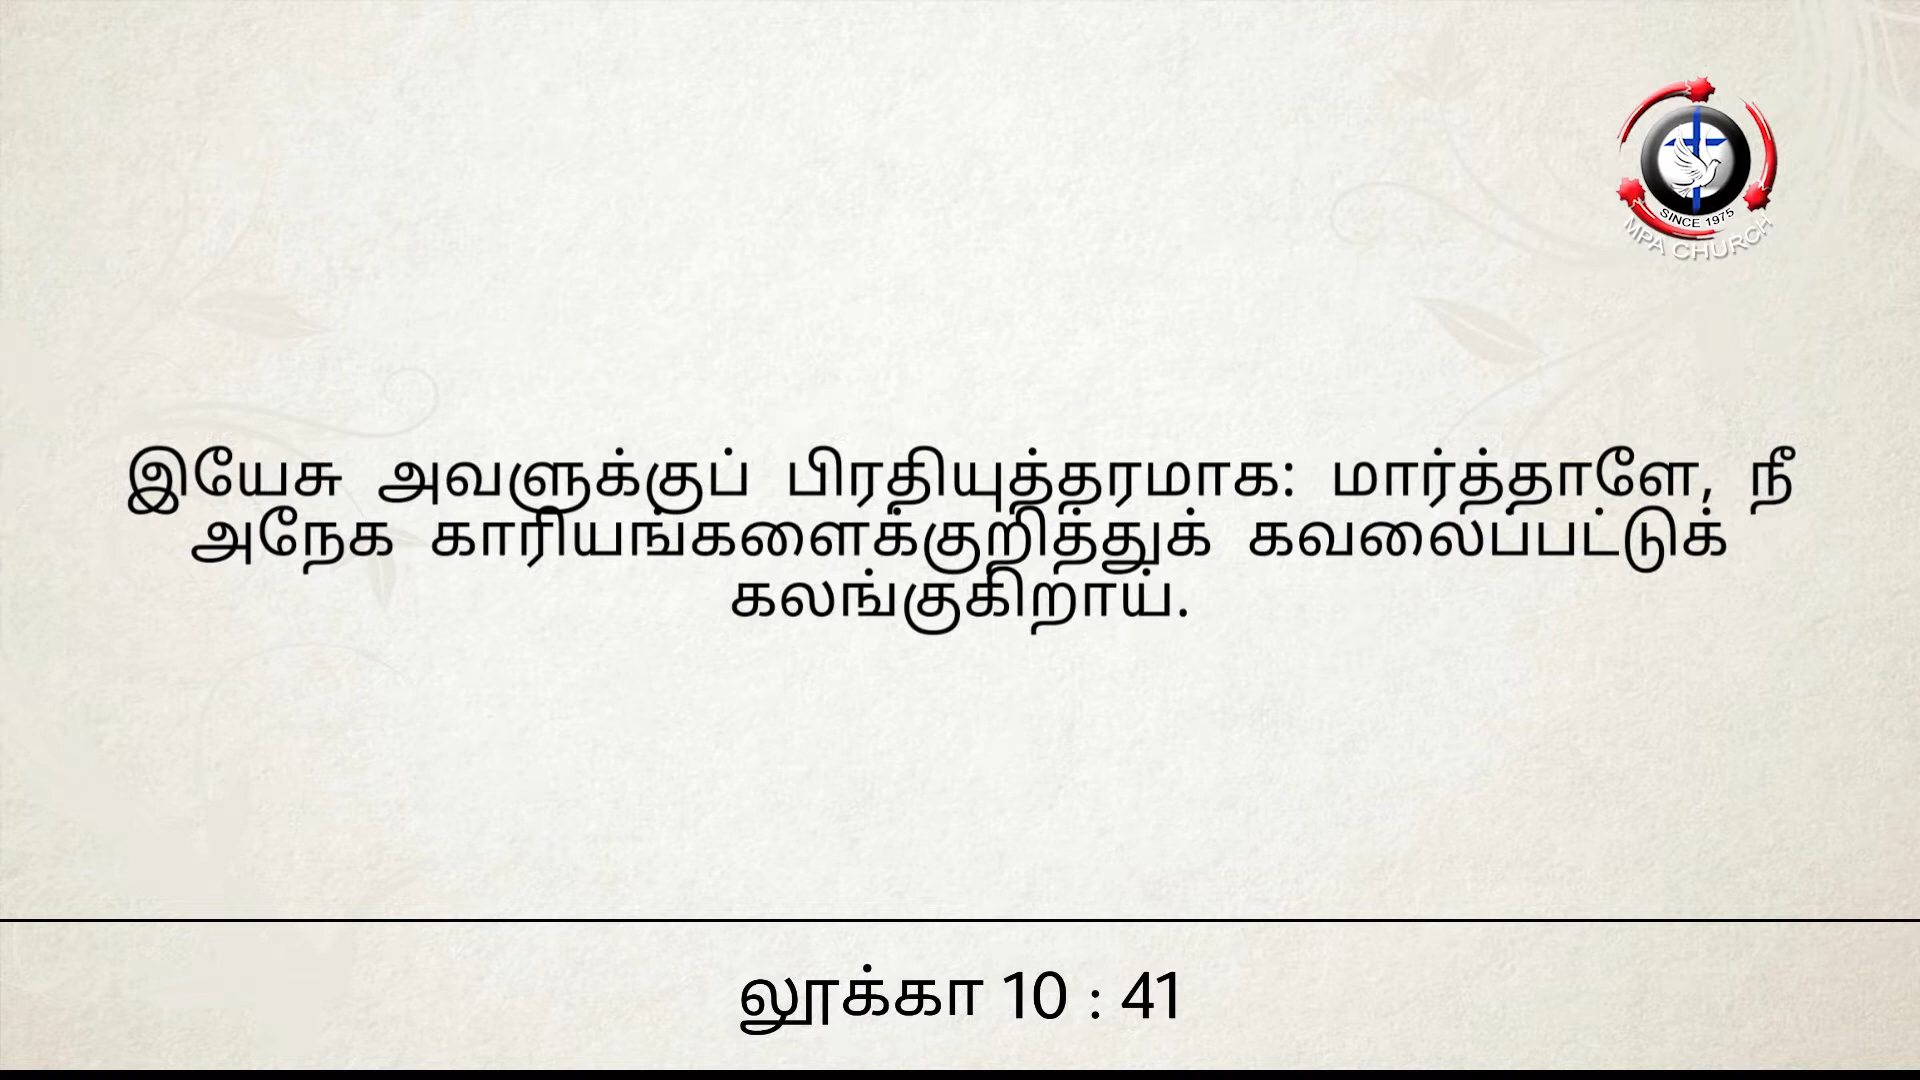 SINCE 1975
MPA CHURCH
இயேசு அவளுக்குப் பிரதியுத்தரமாக: மார்த்தாளே, நீ
அநேக காரியங்களைக்குறித்துக் கவலைப்பட்டுக்
கலங்குகிறாய்.
லூக்கா 10 : 41